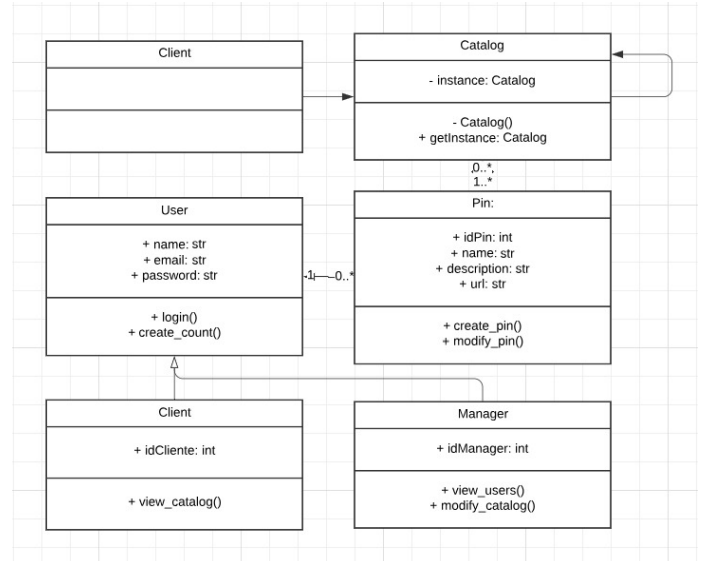 Client
Catalog
- instance: Catalog
- Catalog()
+ getInstance: Catalog
0..*
1..*
User
+ name: str
+ email: str
+ password: str
+ login()
+ create_count()
1
0..*
Pin:
+ idPin: int
+ name: str
+ description: str
+ url: str
+ create_pin()
+ modify_pin()
Client
+ idCliente: int
+ view_catalog()
Manager
+ idManager: int
+ view_users()
+ modify_catalog()